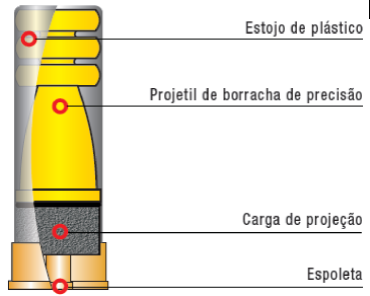 Estojo de plástico
Projetil de borracha de precisão
Carga de projeção
Espoleta